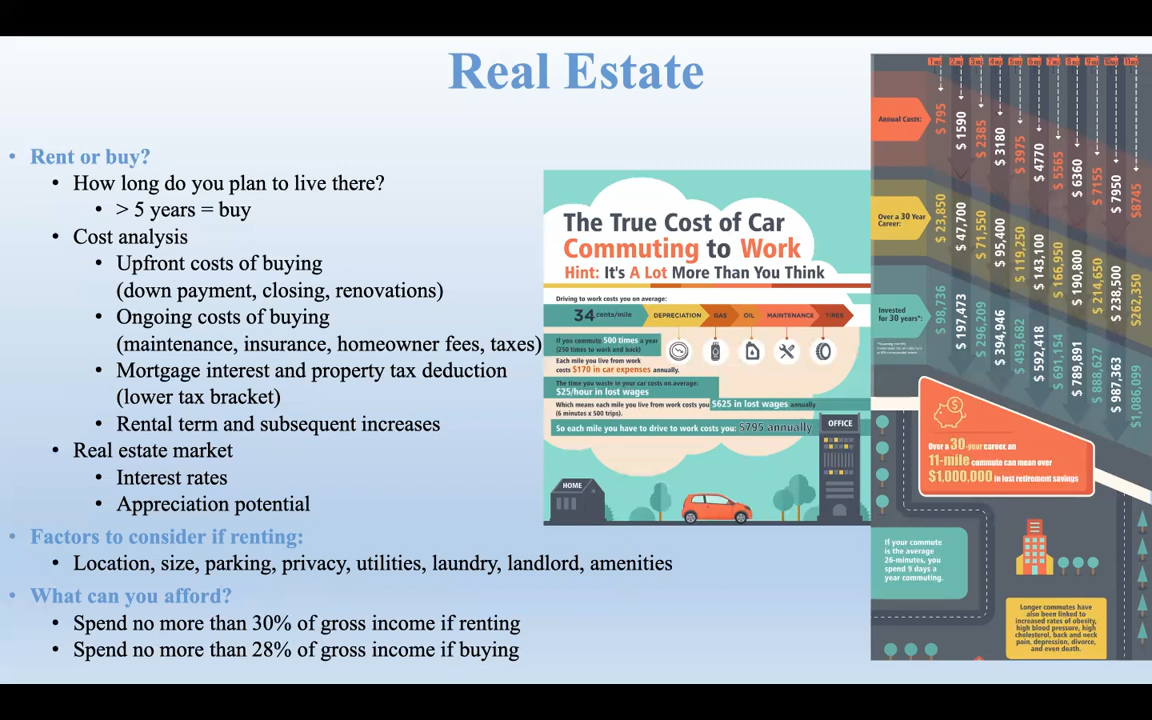 Real Estate
• Rent or buy?
• How long do you plan to live there?
• > 5 years = buy
• Cost analysis
• Upfront costs of buying
(down payment, closing, renovations)
• Ongoing costs of buying
(maintenance, insurance, homeowner fees, taxes)
• Mortgage interest and property tax deduction
(lower tax bracket)
• Rental term and subsequent increases
• Real estate market
• Interest rates
• Appreciation potential
• Factors to consider if renting:
• Location, size, parking, privacy, utilities, laundry, landlord, amenities
• What can you afford?
• Spend no more than 30% of gross income if renting
• Spend no more than 28% of gross income if buying
The True Cost of Car
Commuting to Work
Hint: It's A Lot More Than You Think
Driving to work costs you on average:
34 cents/mile DEPRECIATION GAS OIL MAINTENANCE TIRES
If you commute 500 times a year
(250 times to work and back)
Each mile you live from work
costs $170 in car expenses annually.
The time you waste in your car costs on average:
$25/hour in lost wages
Which means each mile you live from work costs you $625 in lost wages annually
(6 minutes x 500 trips).
So each mile you have to drive to work costs you: $795 annually
HOME
OFFICE
Annual Costs:
$ 795
$ 1590
$ 2385
$ 3180
$ 3975
$ 4770
$ 5565
$ 6360
$ 7155
$ 7950
$8745
Over a 30 Year
Career:
$ 23,850
$ 47,700
$ 71,550
$ 95,400
$ 119,250
$ 143,100
$ 166,950
$ 190,800
$ 214,650
$ 238,500
$262,350
Invested
for 30 years*:
$ 98,736
$ 197,473
$ 296,209
$ 394,946
$ 493,682
$ 592,418
$ 691,154
$ 789,891
$ 888,627
$ 987,363
$1,086,099
Over a 30-year career, an
11-mile commute can mean over
$1,000,000 in lost retirement savings
If your commute
is the average
26-minutes, you
spend 9 days a
year commuting.
Longer commutes have
also been linked to
increased rates of obesity,
high blood pressure, high
cholesterol, back and neck
pain, depression, divorce,
and even death.